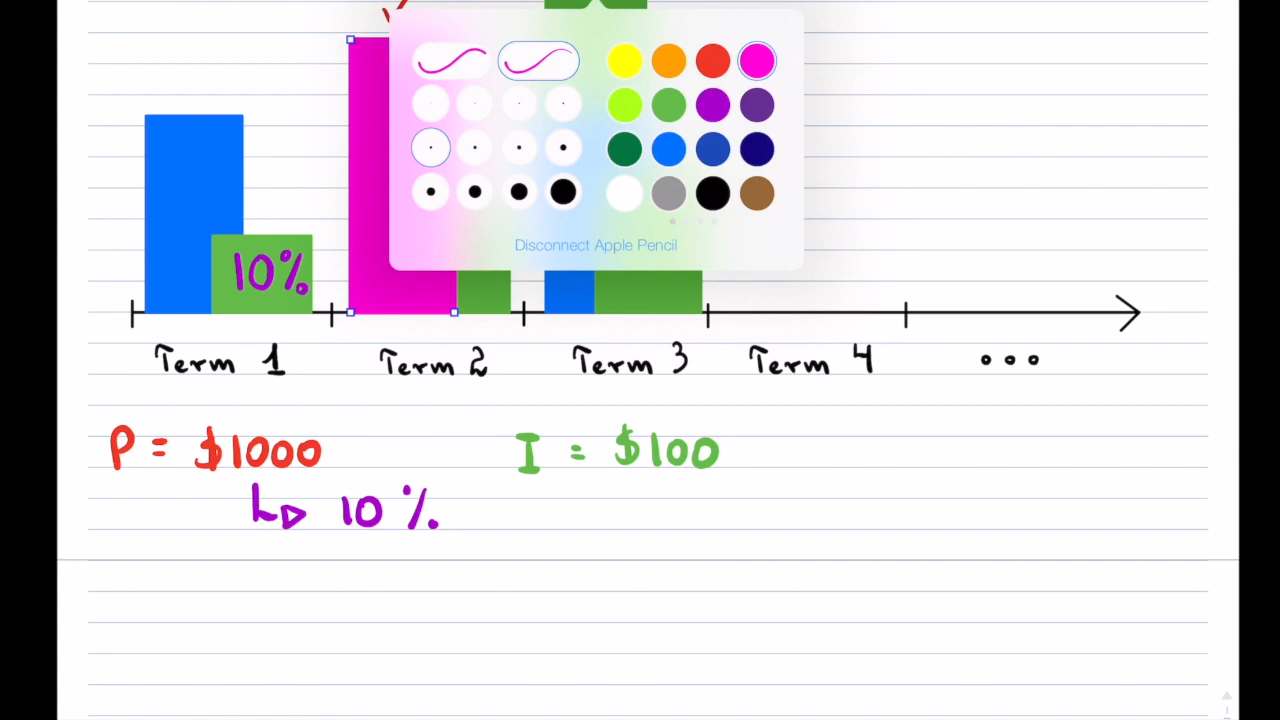 Disconnect Apple Pencil
10%
Term 1 Term 2 Term 3 Term 4 ...
P = $1000 I = $100
10%